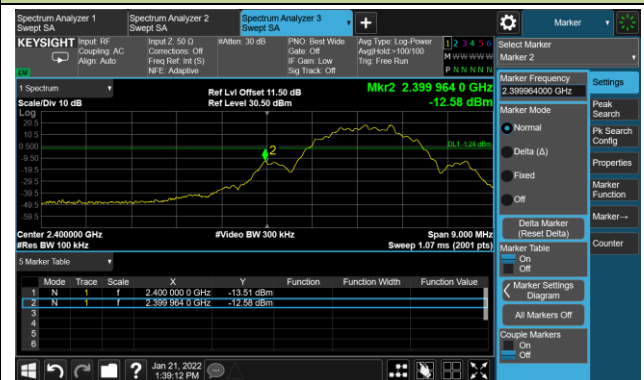 Spectrum Analyzer 1
Swept SA
Spectrum Analyzer 2
Swept SA
Spectrum Analyzer 3
Swept SA
Marker
KEYSIGHT
Input: RF
Coupling: AC
Align: Auto
Input Z: 50 Ω
Corrections: Off
Freq Ref: Int (S)
NFE: Adaptive
#Atten: 30 dB
PNO: Best Wide
Gate: Off
IF Gain: Low
Sig Track: Off
Avg Type: Log-Power
Avg|Hold:>100/100
Trig: Free Run
1 2 3 4 5 6
M W W W W W
P N N N N N
LW
Select Marker
Marker 2
1 Spectrum
Scale/Div 10 dB
Ref Lvl Offset 11.50 dB
Ref Level 30.50 dBm
Mkr2 2.399 964 0 GHz
-12.58 dBm
Log
20.5
10.5
0.500
-9.50
-19.5
-29.5
-39.5
-49.5
-59.5
2
DL1 -1.24 dBm
Center 2.400000 GHz
#Res BW 100 kHz
#Video BW 300 kHz
Span 9.000 MHz
Sweep 1.07 ms (2001 pts)
5 Marker Table
Mode Trace Scale X Y Function Function Width Function Value
1 N 1 f 2.400 000 0 GHz -13.51 dBm
2 N 1 f 2.399 964 0 GHz -12.58 dBm
3
4
5
6
Marker Frequency
2.399964000 GHz
Marker Mode
Normal
Delta (Δ)
Fixed
Off
Delta Marker
(Reset Delta)
Marker Table
On
Off
Marker Settings
Diagram
All Markers Off
Couple Markers
On
Off
Settings
Peak
Search
Pk Search
Config
Properties
Marker
Function
Marker→
Counter
?
Jan 21, 2022
1:39:12 PM